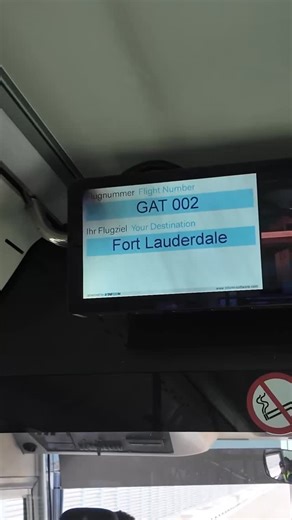 Flugnummer Flight Number
GAT 002
Ihr Flugziel Your Destination
Fort Lauderdale